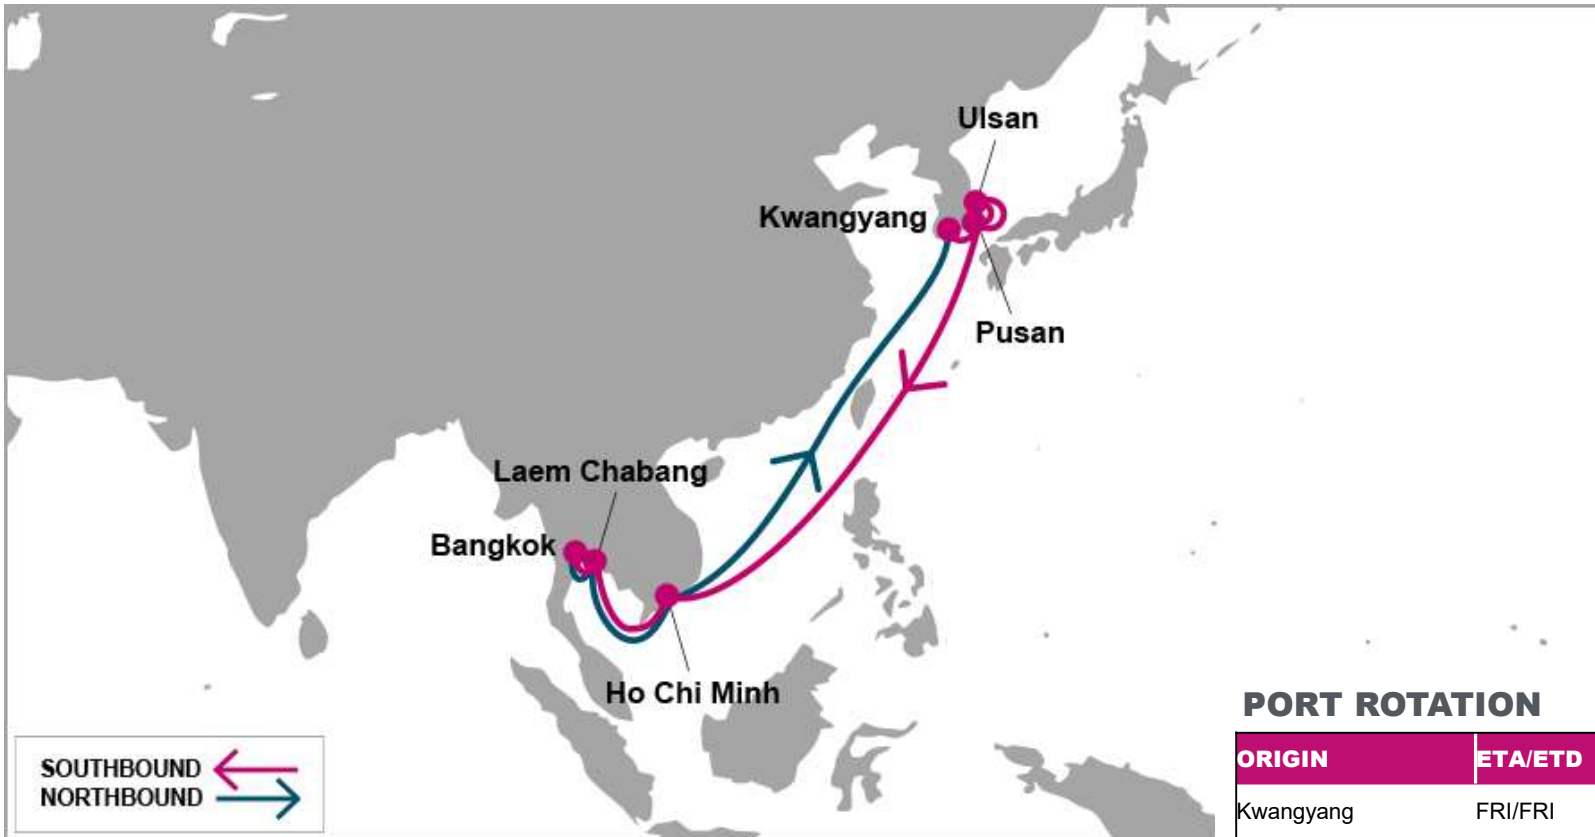 Ulsan
Kwangyang
Pusan
Laem Chabang
Bangkok
Ho Chi Minh
SOUTHBOUND
NORTHBOUND
PORT ROTATION
ORIGIN ETA/ETD
Kwangyang FRI/FRI